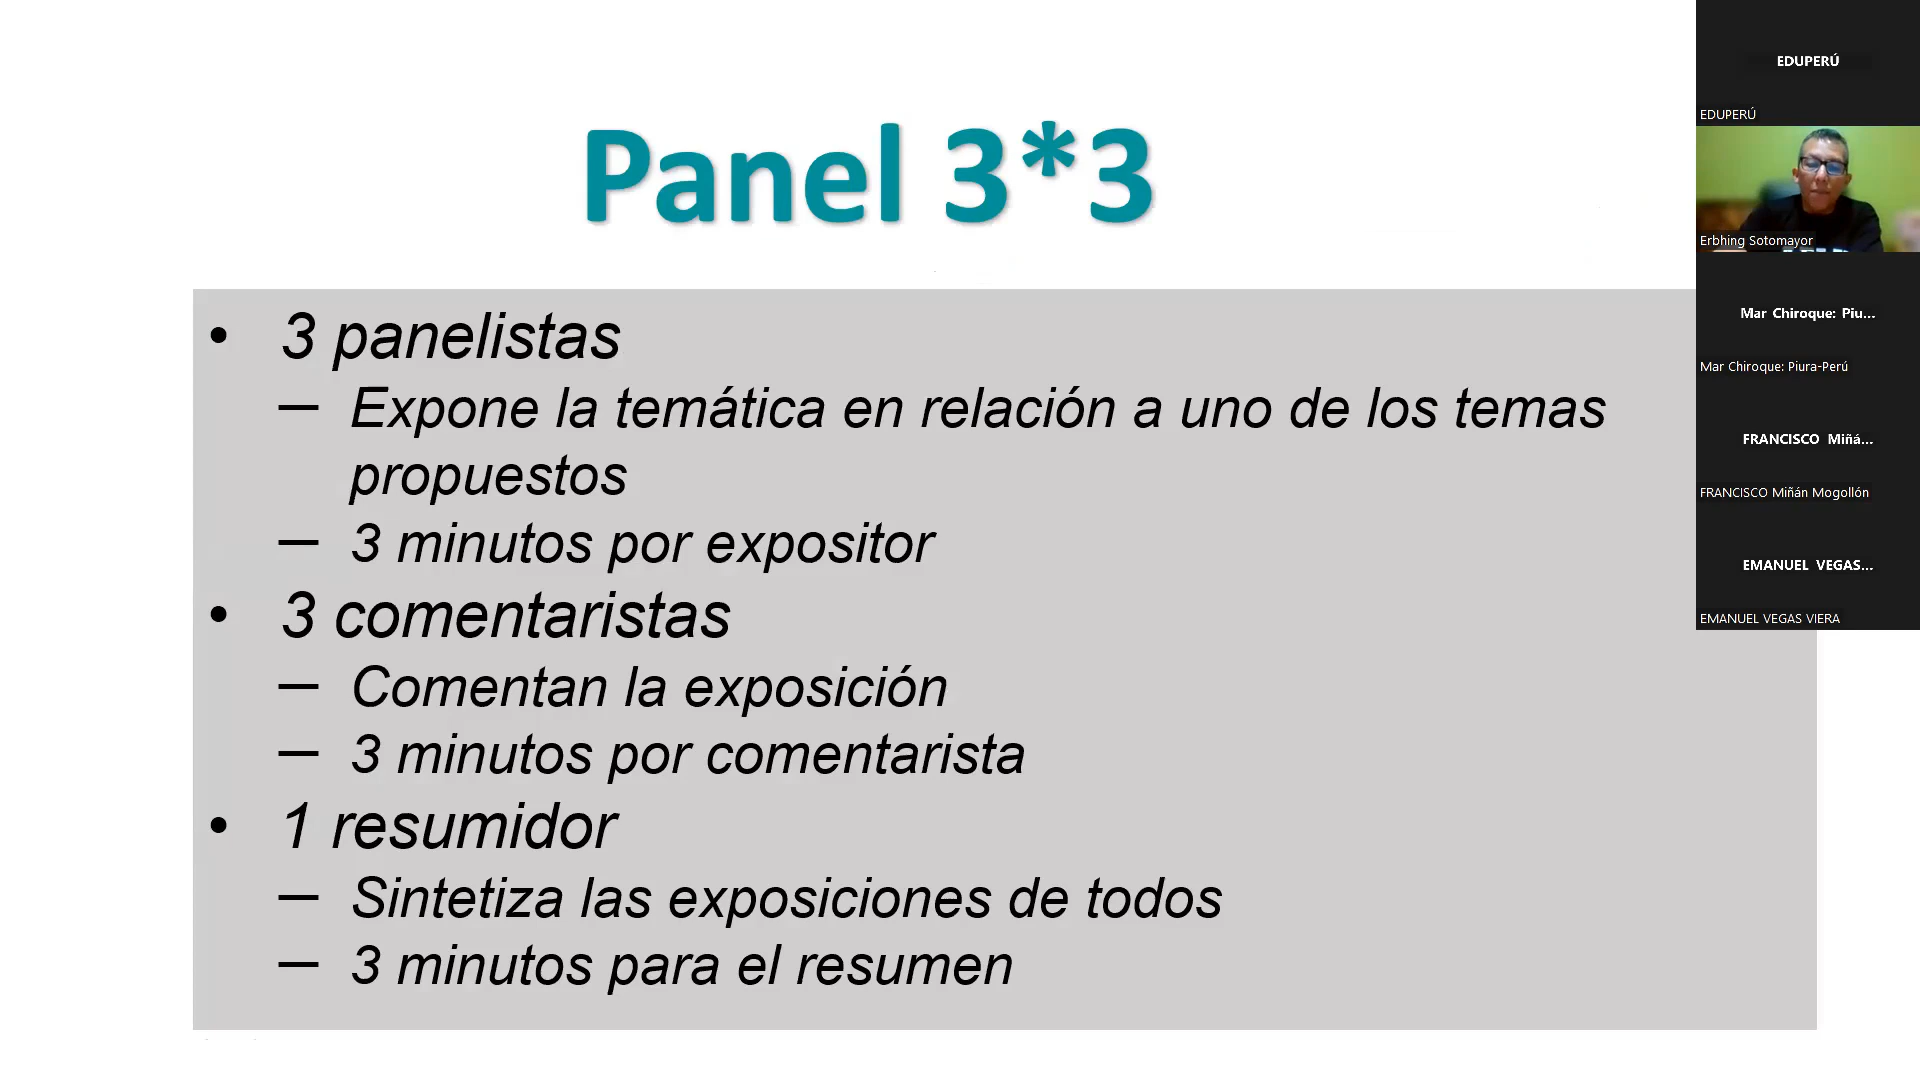 Panel 3*3
• 3 panelistas
– Expone la temática en relación a uno de los temas
propuestos
– 3 minutos por expositor
• 3 comentaristas
– Comentan la exposición
– 3 minutos por comentarista
• 1 resumidor
– Sintetiza las exposiciones de todos
– 3 minutos para el resumen
EDUPERÚ
EDUPERÚ
Erbhing Sotomayor
Mar Chiroque: Piu...
Mar Chiroque: Piura-Perú
FRANCISCO Miñá...
FRANCISCO Miñán Mogollón
EMANUEL VEGAS...
EMANUEL VEGAS VIERA